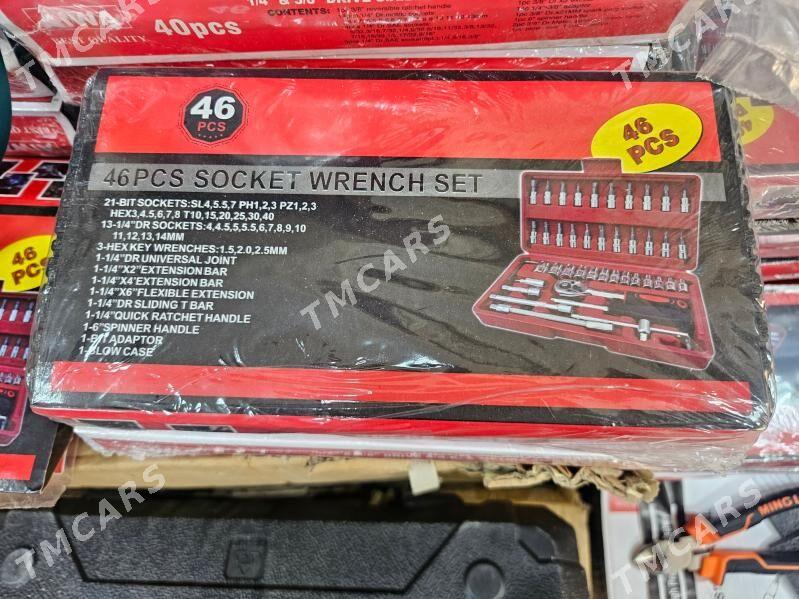 40pcs
BEST QUALITY
CONTENTS:
46
PCS
46
PCS
46PCS SOCKET WRENCH SET
21-BIT SOCKETS:SL4,5.5,7 PH1,2,3 PZ1,2,3
HEX3,4.5,6,7,8 T10,15,20,25,30,40
13-1/4"DR SOCKETS:4,4.5,5,5.5,6,7,8,9,10
11,12,13,14MM
3-HEX KEY WRENCHES:1.5,2.0,2.5MM
1-1/4"DR UNIVERSAL JOINT
1-1/4"X2"EXTENSION BAR
1-1/4"X4'EXTENSION BAR
1-1/4"X6"FLEXIBLE EXTENSION
1-1/4"DR SLIDING T BAR
1-1/4"QUICK RATCHET HANDLE
1-6"SPINNER HANDLE
1-BIT ADAPTOR
1-BLOW CASE
46
PCS
MING
TMCARS
TMCARS
TMCARS
TMCARS
TMCARS
TMCARS
TMCARS